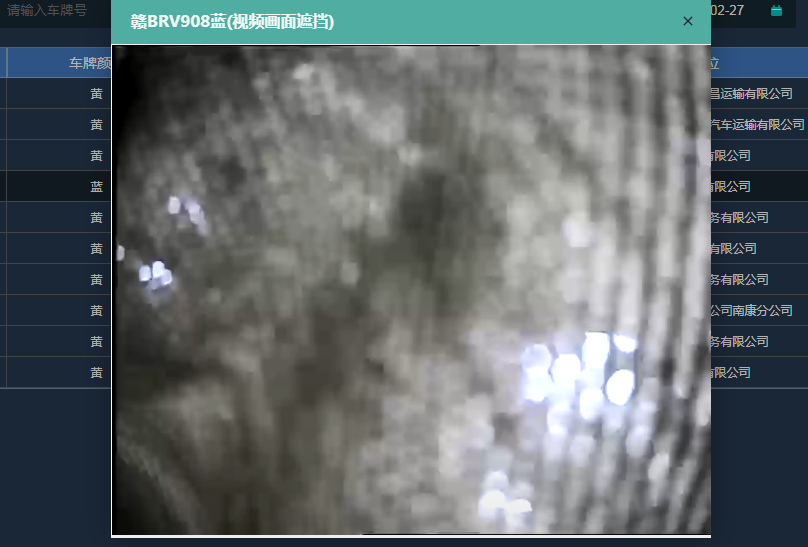 请输入车牌号
赣BRV908蓝(视频画面遮挡)
×
02-27
车牌颜
位
黄
昌运输有限公司
黄
汽车运输有限公司
黄
有限公司
蓝
有限公司
黄
务有限公司
黄
有限公司
黄
务有限公司
黄
公司南康分公司
黄
务有限公司
黄
有限公司